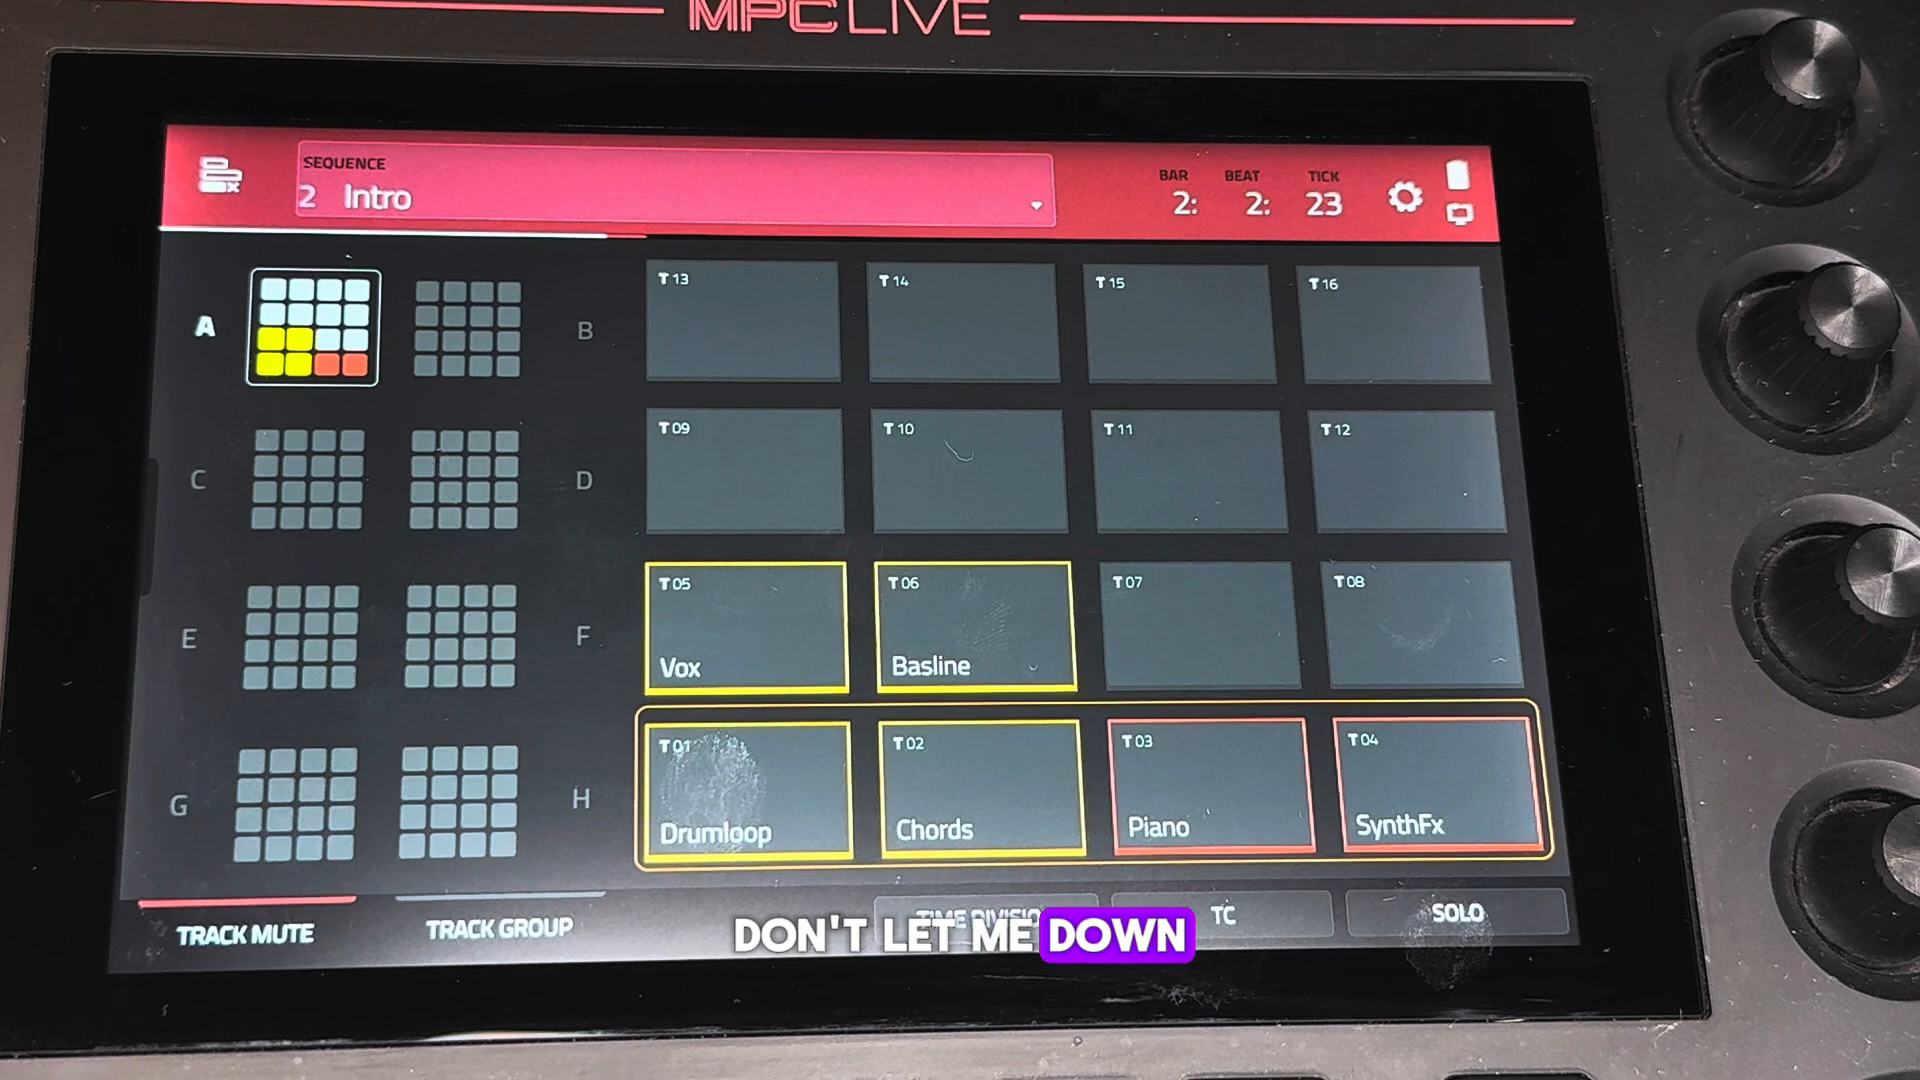 MPC LIVE
SEQUENCE
2 Intro
BAR BEAT TICK
2: 2: 23
A B
C D
E F
G H
T 13 T 14 T 15 T 16
T 09 T 10 T 11 T 12
T 05 T 06 T 07 T 08
Vox Basline
T 01 T 02 T 03 T 04
Drumloop Chords Piano SynthFx
TRACK MUTE TRACK GROUP TIME DIVISION TC SOLO
DON'T LET ME DOWN